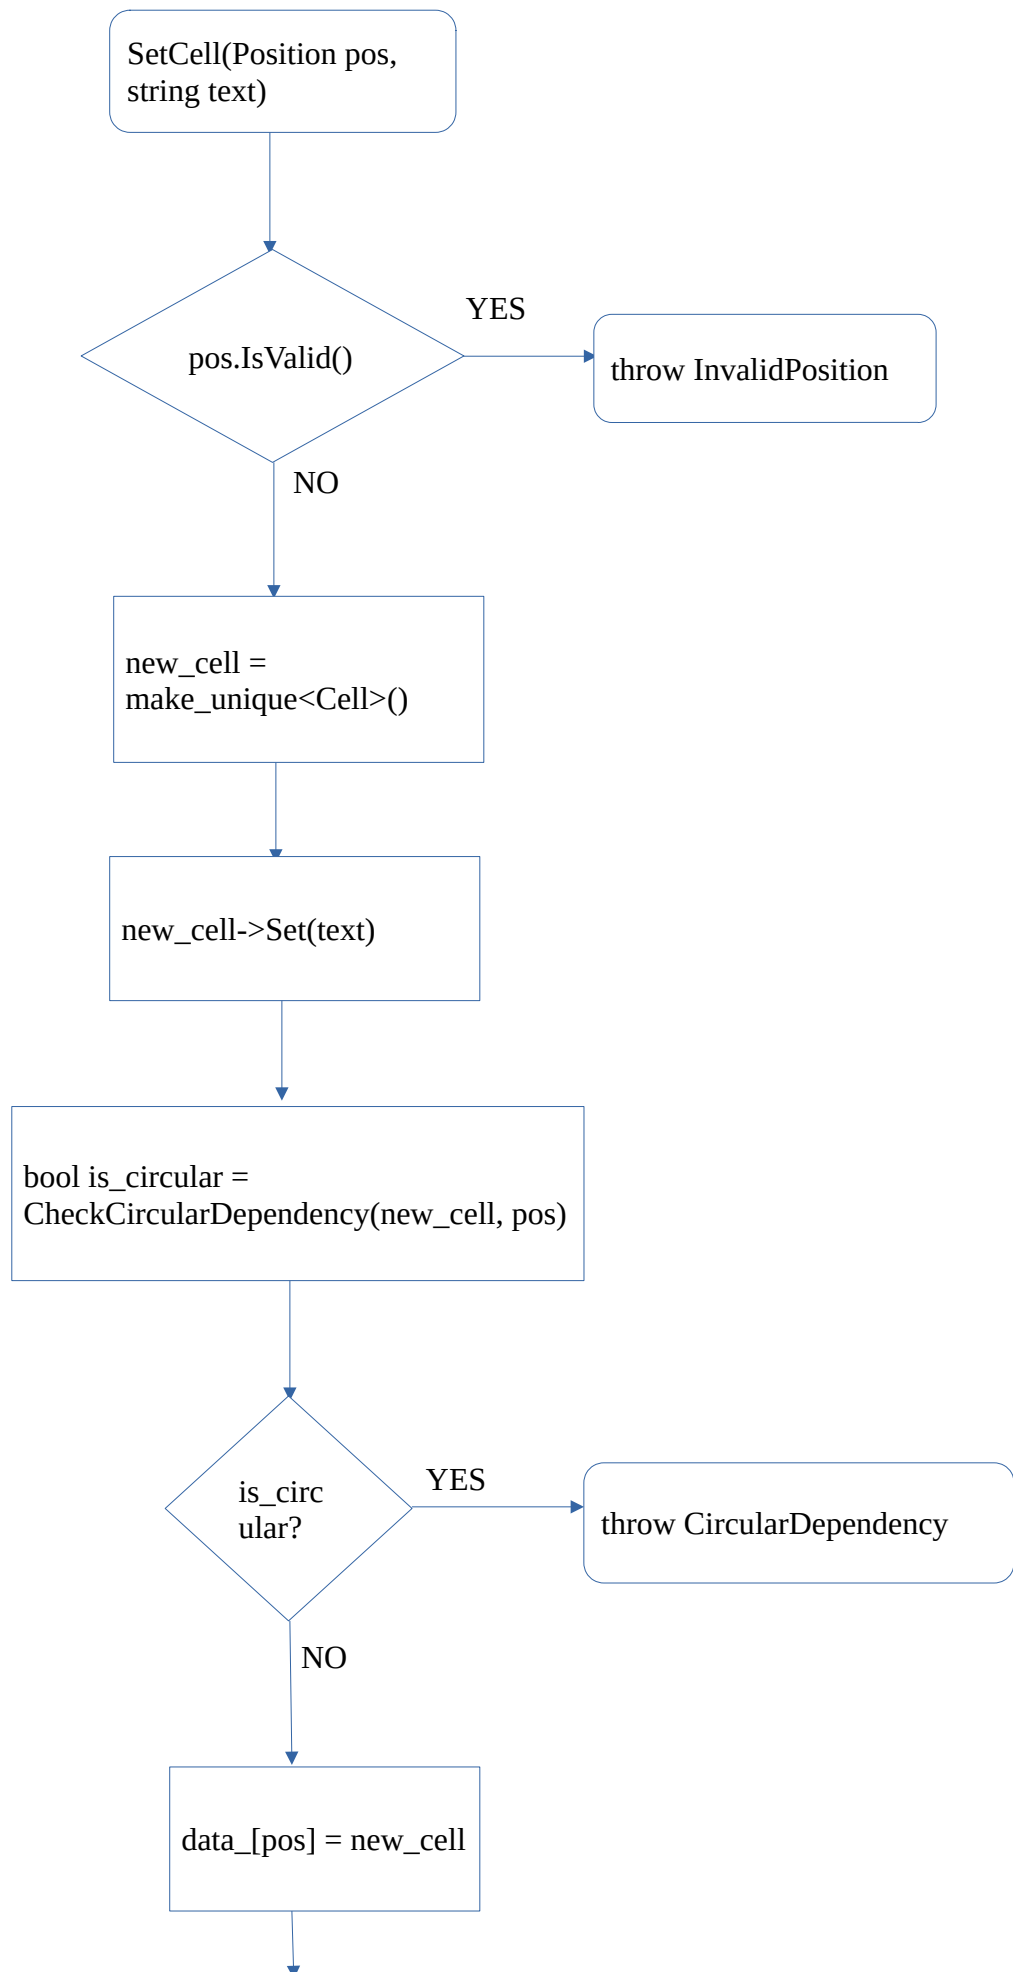 SetCell(Position pos,
string text)
YES
pos.IsValid()
throw InvalidPosition
NO
new_cell =
make_unique<Cell>()
new_cell->Set(text)
bool is_circular =
CheckCircularDependency(new_cell, pos)
YES
is_circ
ular?
throw CircularDependency
NO
data_[pos] = new_cell